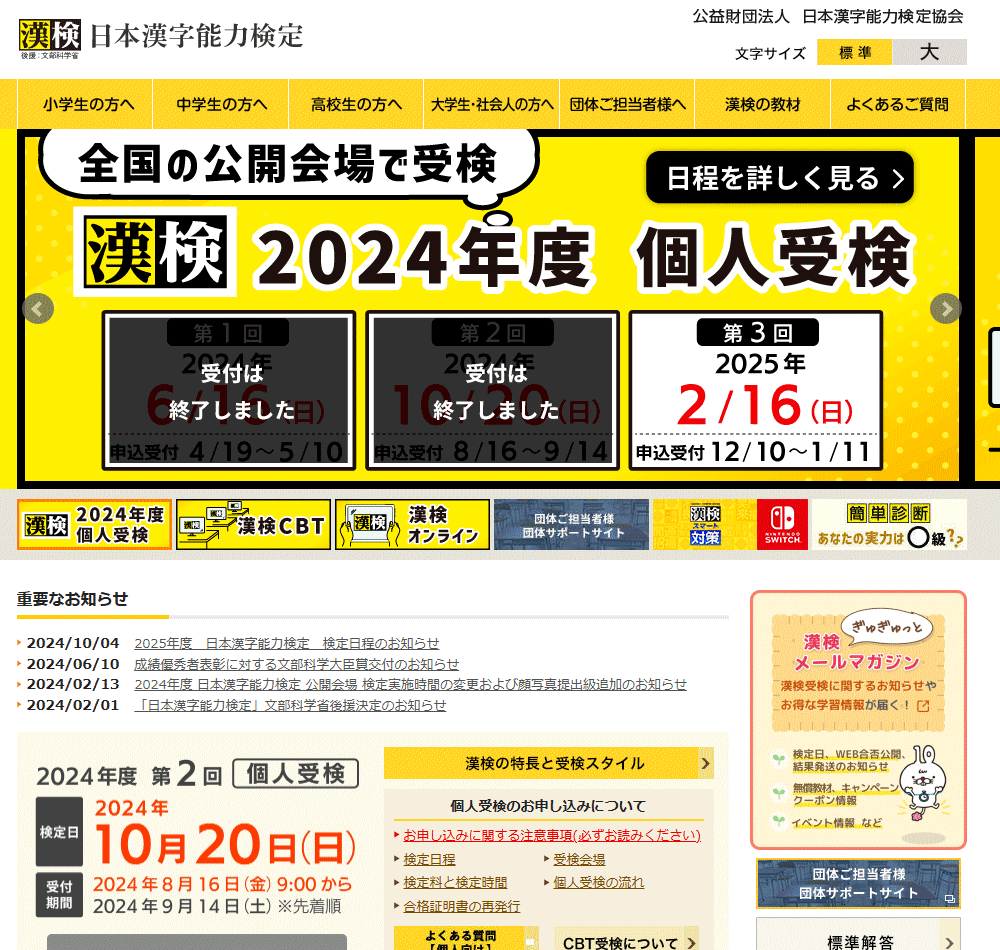 公益財団法人 日本漢字能力検定協会
漢検 日本漢字能力検定
後援:文部科学省
文字サイズ 標準 大
小学生の方へ 中学生の方へ 高校生の方へ 大学生・社会人の方へ 団体ご担当者様へ 漢検の教材 よくあるご質問
全国の公開会場で受検
日程を詳しく見る
漢検 2024年度 個人受検
第1回
2024年
6/16(日)
受付は
終了しました
申込受付 4/19~5/10
第2回
2024年
10/20(日)
受付は
終了しました
申込受付 8/16~9/14
第3回
2025年
2/16(日)
申込受付 12/10~1/11
漢検 2024年度
個人受検
漢検 漢検CBT
漢検 漢検
オンライン
団体ご担当者様
団体サポートサイト
漢検
スマート
対策
NINTENDO
SWITCH
簡単診断
あなたの実力は〇級??
重要なお知らせ
2024/10/04 2025年度 日本漢字能力検定 検定日程のお知らせ
2024/06/10 成績優秀者表彰に対する文部科学大臣賞交付のお知らせ
2024/02/13 2024年度 日本漢字能力検定 公開会場 検定実施時間の変更および顔写真提出級追加のお知らせ
2024/02/01 「日本漢字能力検定」文部科学省後援決定のお知らせ
2024年度 第2回 個人受検
検定日
2024年
10月20日(日)
受付
期間
2024年8月16日(金)9:00から
2024年9月14日(土)※先着順
漢検の特長と受検スタイル
個人受検のお申し込みについて
お申し込みに関する注意事項(必ずお読みください)
検定日程 受検会場
検定料と検定時間 個人受検の流れ
合格証明書の再発行
よくある質問
【個人向け】
CBT受検について
ぎゅぎゅっと
漢検
メールマガジン
漢検受検に関するお知らせや
お得な学習情報が届く!
検定日、WEB合否公開、
結果発送のお知らせ
無償教材、キャンペーン
クーポン情報
イベント情報 など
団体ご担当者様
団体サポートサイト
標準解答